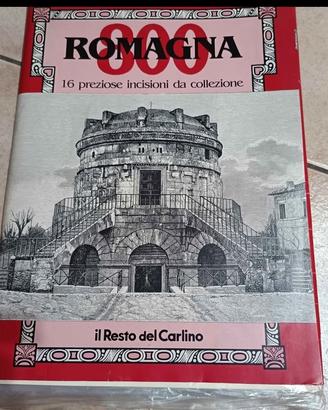 800
ROMAGNA
16 preziose incisioni da collezione
il Resto del Carlino